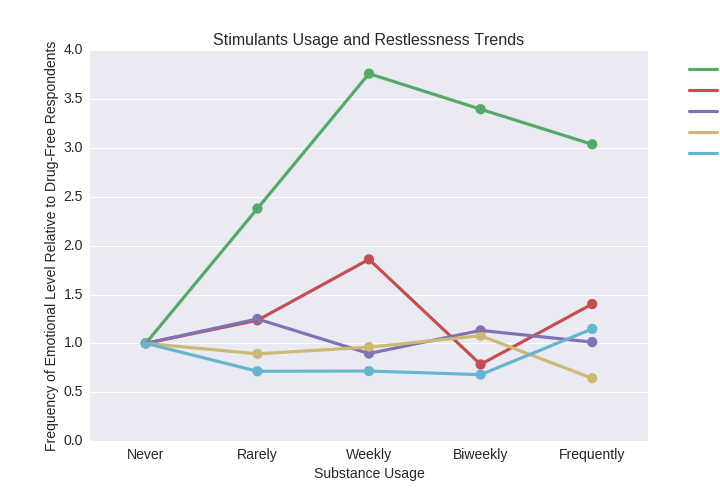 Stimulants Usage and Restlessness Trends
Frequency of Emotional Level Relative to Drug-Free Respondents
4.0
3.5
3.0
2.5
2.0
1.5
1.0
0.5
0.0
Never Rarely Weekly Biweekly Frequently
Substance Usage